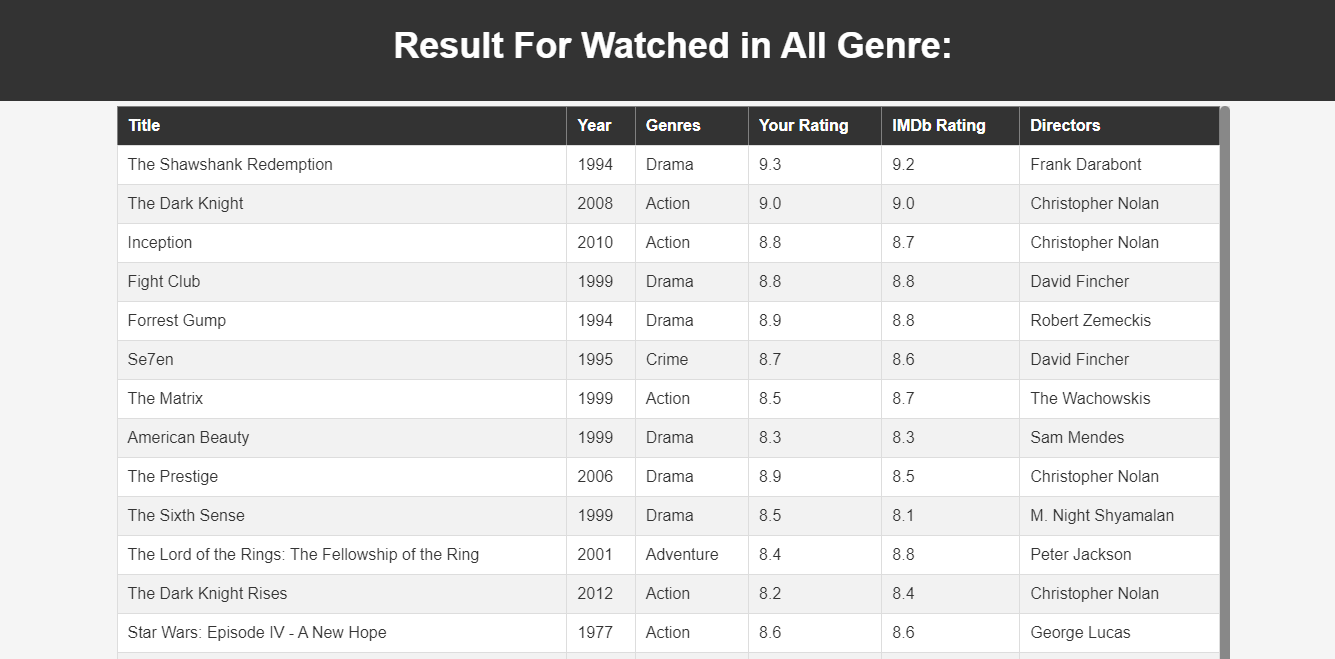 Result For Watched in All Genre:
Title Year Genres Your Rating IMDb Rating Directors
The Shawshank Redemption 1994 Drama 9.3 9.2 Frank Darabont
The Dark Knight 2008 Action 9.0 9.0 Christopher Nolan
Inception 2010 Action 8.8 8.7 Christopher Nolan
Fight Club 1999 Drama 8.8 8.8 David Fincher
Forrest Gump 1994 Drama 8.9 8.8 Robert Zemeckis
Se7en 1995 Crime 8.7 8.6 David Fincher
The Matrix 1999 Action 8.5 8.7 The Wachowskis
American Beauty 1999 Drama 8.3 8.3 Sam Mendes
The Prestige 2006 Drama 8.9 8.5 Christopher Nolan
The Sixth Sense 1999 Drama 8.5 8.1 M. Night Shyamalan
The Lord of the Rings: The Fellowship of the Ring 2001 Adventure 8.4 8.8 Peter Jackson
The Dark Knight Rises 2012 Action 8.2 8.4 Christopher Nolan
Star Wars: Episode IV - A New Hope 1977 Action 8.6 8.6 George Lucas